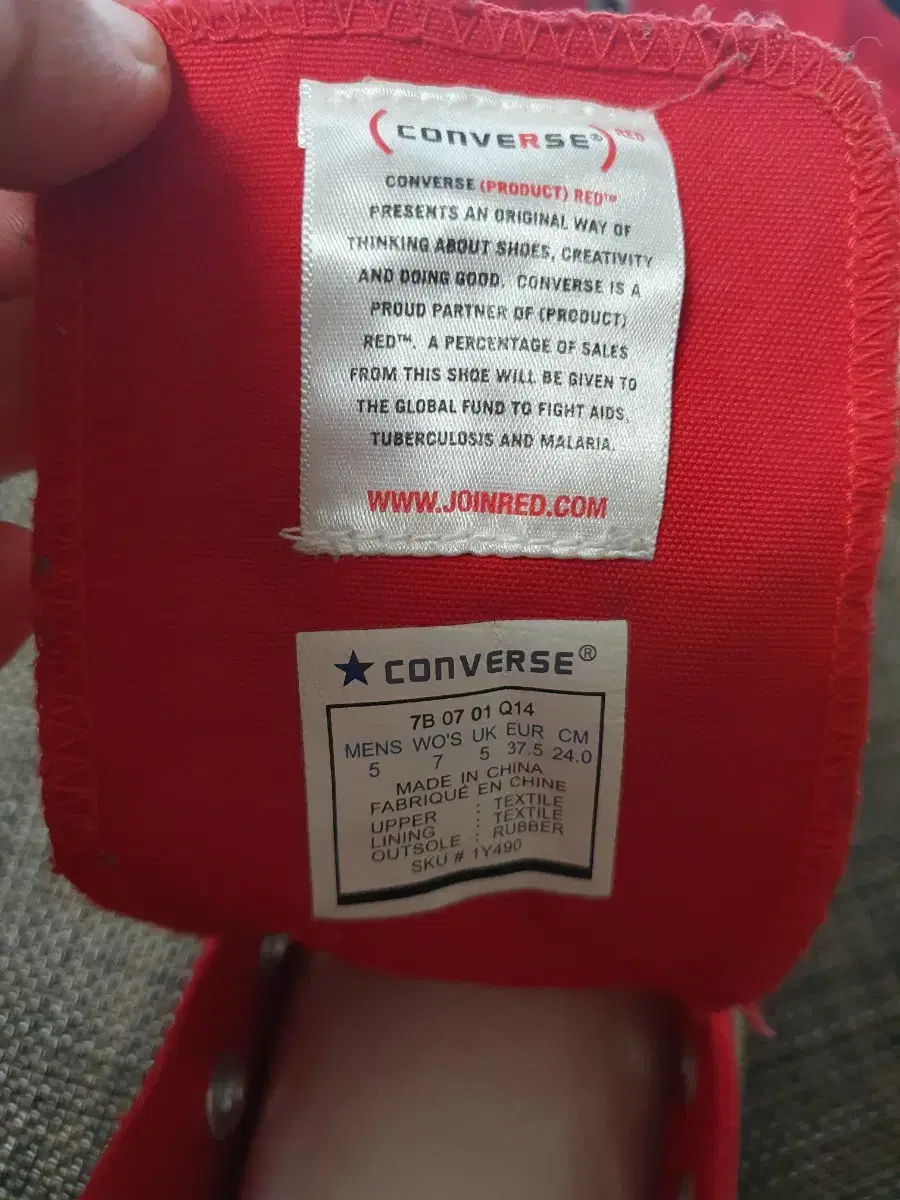 (CONVERSE®) RED
CONVERSE (PRODUCT) RED™
PRESENTS AN ORIGINAL WAY OF
THINKING ABOUT SHOES, CREATIVITY
AND DOING GOOD. CONVERSE IS A
PROUD PARTNER OF (PRODUCT)
RED™. A PERCENTAGE OF SALES
FROM THIS SHOE WILL BE GIVEN TO
THE GLOBAL FUND TO FIGHT AIDS,
TUBERCULOSIS AND MALARIA.
WWW.JOINRED.COM
★ CONVERSE®
7B 07 01 Q14
MENS WO'S UK EUR CM
5 7 5 37.5 24.0
MADE IN CHINA
FABRIQUÉ EN CHINE
UPPER : TEXTILE
LINING : TEXTILE
OUTSOLE : RUBBER
SKU # 1Y490